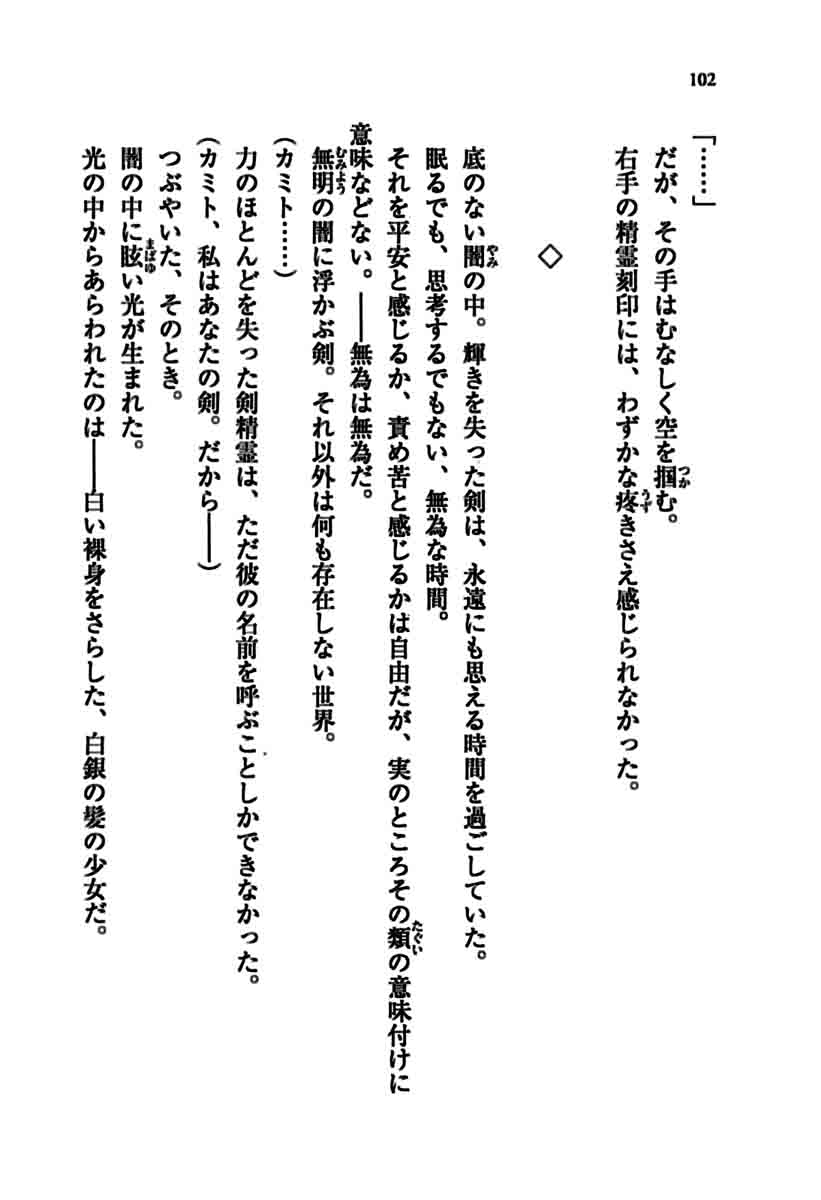 102
「……」
だが、その手はむなしく空を掴む。
右手の精霊刻印には、わずかな疼きさえ感じられなかった。
◇
底のない闇の中。輝きを失った剣は、永遠にも思える時間を過ごしていた。
眠るでも、思考するでもない、無為な時間。
それを平安と感じるか、責め苦と感じるかは自由だが、実のところその類の意味付けに
意味などない。――無為は無為だ。
無明の闇に浮かぶ剣。それ以外は何も存在しない世界。
(カミト……)
力のほとんどを失った剣精霊は、ただ彼の名前を呼ぶことしかできなかった。
(カミト、私はあなたの剣。だから――)
つぶやいた、そのとき。
闇の中に眩い光が生まれた。
光の中からあらわれたのは――白い裸身をさらした、白銀の髪の少女だ。